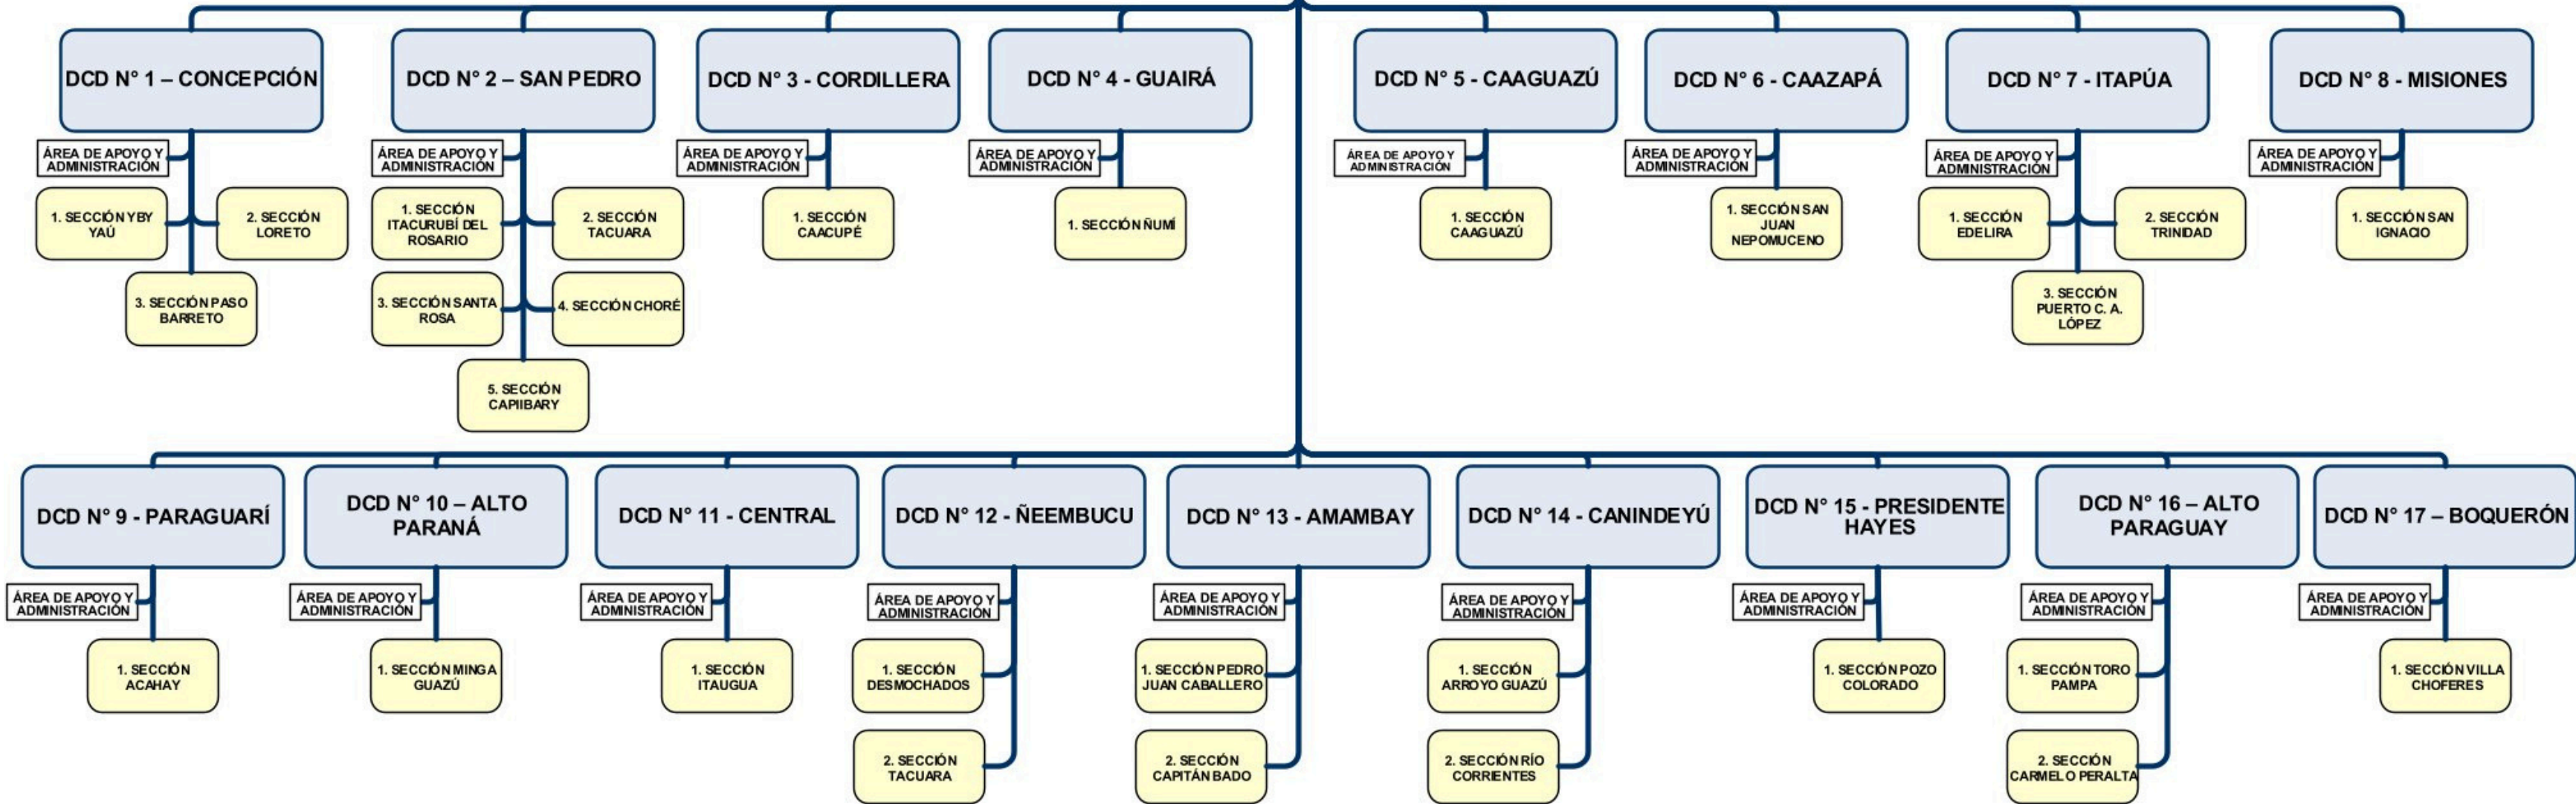 DCD N° 1 – CONCEPCIÓN
ÁREA DE APOYO Y
ADMINISTRACIÓN
1. SECCIÓN YBY
YAÚ
2. SECCIÓN
LORETO
3. SECCIÓN PASO
BARRETO
DCD N° 2 – SAN PEDRO
ÁREA DE APOYO Y
ADMINISTRACIÓN
1. SECCIÓN
ITACURUBÍ DEL
ROSARIO
2. SECCIÓN
TACUARA
3. SECCIÓN SANTA
ROSA
4. SECCIÓN CHORÉ
5. SECCIÓN
CAPIIBARY
DCD N° 3 - CORDILLERA
ÁREA DE APOYO Y
ADMINISTRACIÓN
1. SECCIÓN
CAACUPÉ
DCD N° 4 - GUAIRÁ
ÁREA DE APOYO Y
ADMINISTRACIÓN
1. SECCIÓN ÑUMÍ
DCD N° 5 - CAAGUAZÚ
ÁREA DE APOYO Y
ADMINISTRACIÓN
1. SECCIÓN
CAAGUAZÚ
DCD N° 6 - CAAZAPÁ
ÁREA DE APOYO Y
ADMINISTRACIÓN
1. SECCIÓN SAN
JUAN
NEPOMUCENO
DCD N° 7 - ITAPÚA
ÁREA DE APOYO Y
ADMINISTRACIÓN
1. SECCIÓN
EDELIRA
2. SECCIÓN
TRINIDAD
3. SECCIÓN
PUERTO C. A.
LÓPEZ
DCD N° 8 - MISIONES
ÁREA DE APOYO Y
ADMINISTRACIÓN
1. SECCIÓN SAN
IGNACIO
DCD N° 9 - PARAGUARÍ
ÁREA DE APOYO Y
ADMINISTRACIÓN
1. SECCIÓN
ACAHAY
DCD N° 10 – ALTO
PARANÁ
ÁREA DE APOYO Y
ADMINISTRACIÓN
1. SECCIÓN MINGA
GUAZÚ
DCD N° 11 - CENTRAL
ÁREA DE APOYO Y
ADMINISTRACIÓN
1. SECCIÓN
ITAUGUA
DCD N° 12 - ÑEEMBUCU
ÁREA DE APOYO Y
ADMINISTRACIÓN
1. SECCIÓN
DESMOCHADOS
2. SECCIÓN
TACUARA
DCD N° 13 - AMAMBAY
ÁREA DE APOYO Y
ADMINISTRACIÓN
1. SECCIÓN PEDRO
JUAN CABALLERO
2. SECCIÓN
CAPITÁN BADO
DCD N° 14 - CANINDEYÚ
ÁREA DE APOYO Y
ADMINISTRACIÓN
1. SECCIÓN
ARROYO GUAZÚ
2. SECCIÓN RÍO
CORRIENTES
DCD N° 15 - PRESIDENTE
HAYES
ÁREA DE APOYO Y
ADMINISTRACIÓN
1. SECCIÓN POZO
COLORADO
DCD N° 16 – ALTO
PARAGUAY
ÁREA DE APOYO Y
ADMINISTRACIÓN
1. SECCIÓN TORO
PAMPA
2. SECCIÓN
CARMELO PERALTA
DCD N° 17 – BOQUERÓN
ÁREA DE APOYO Y
ADMINISTRACIÓN
1. SECCIÓN VILLA
CHOFERES